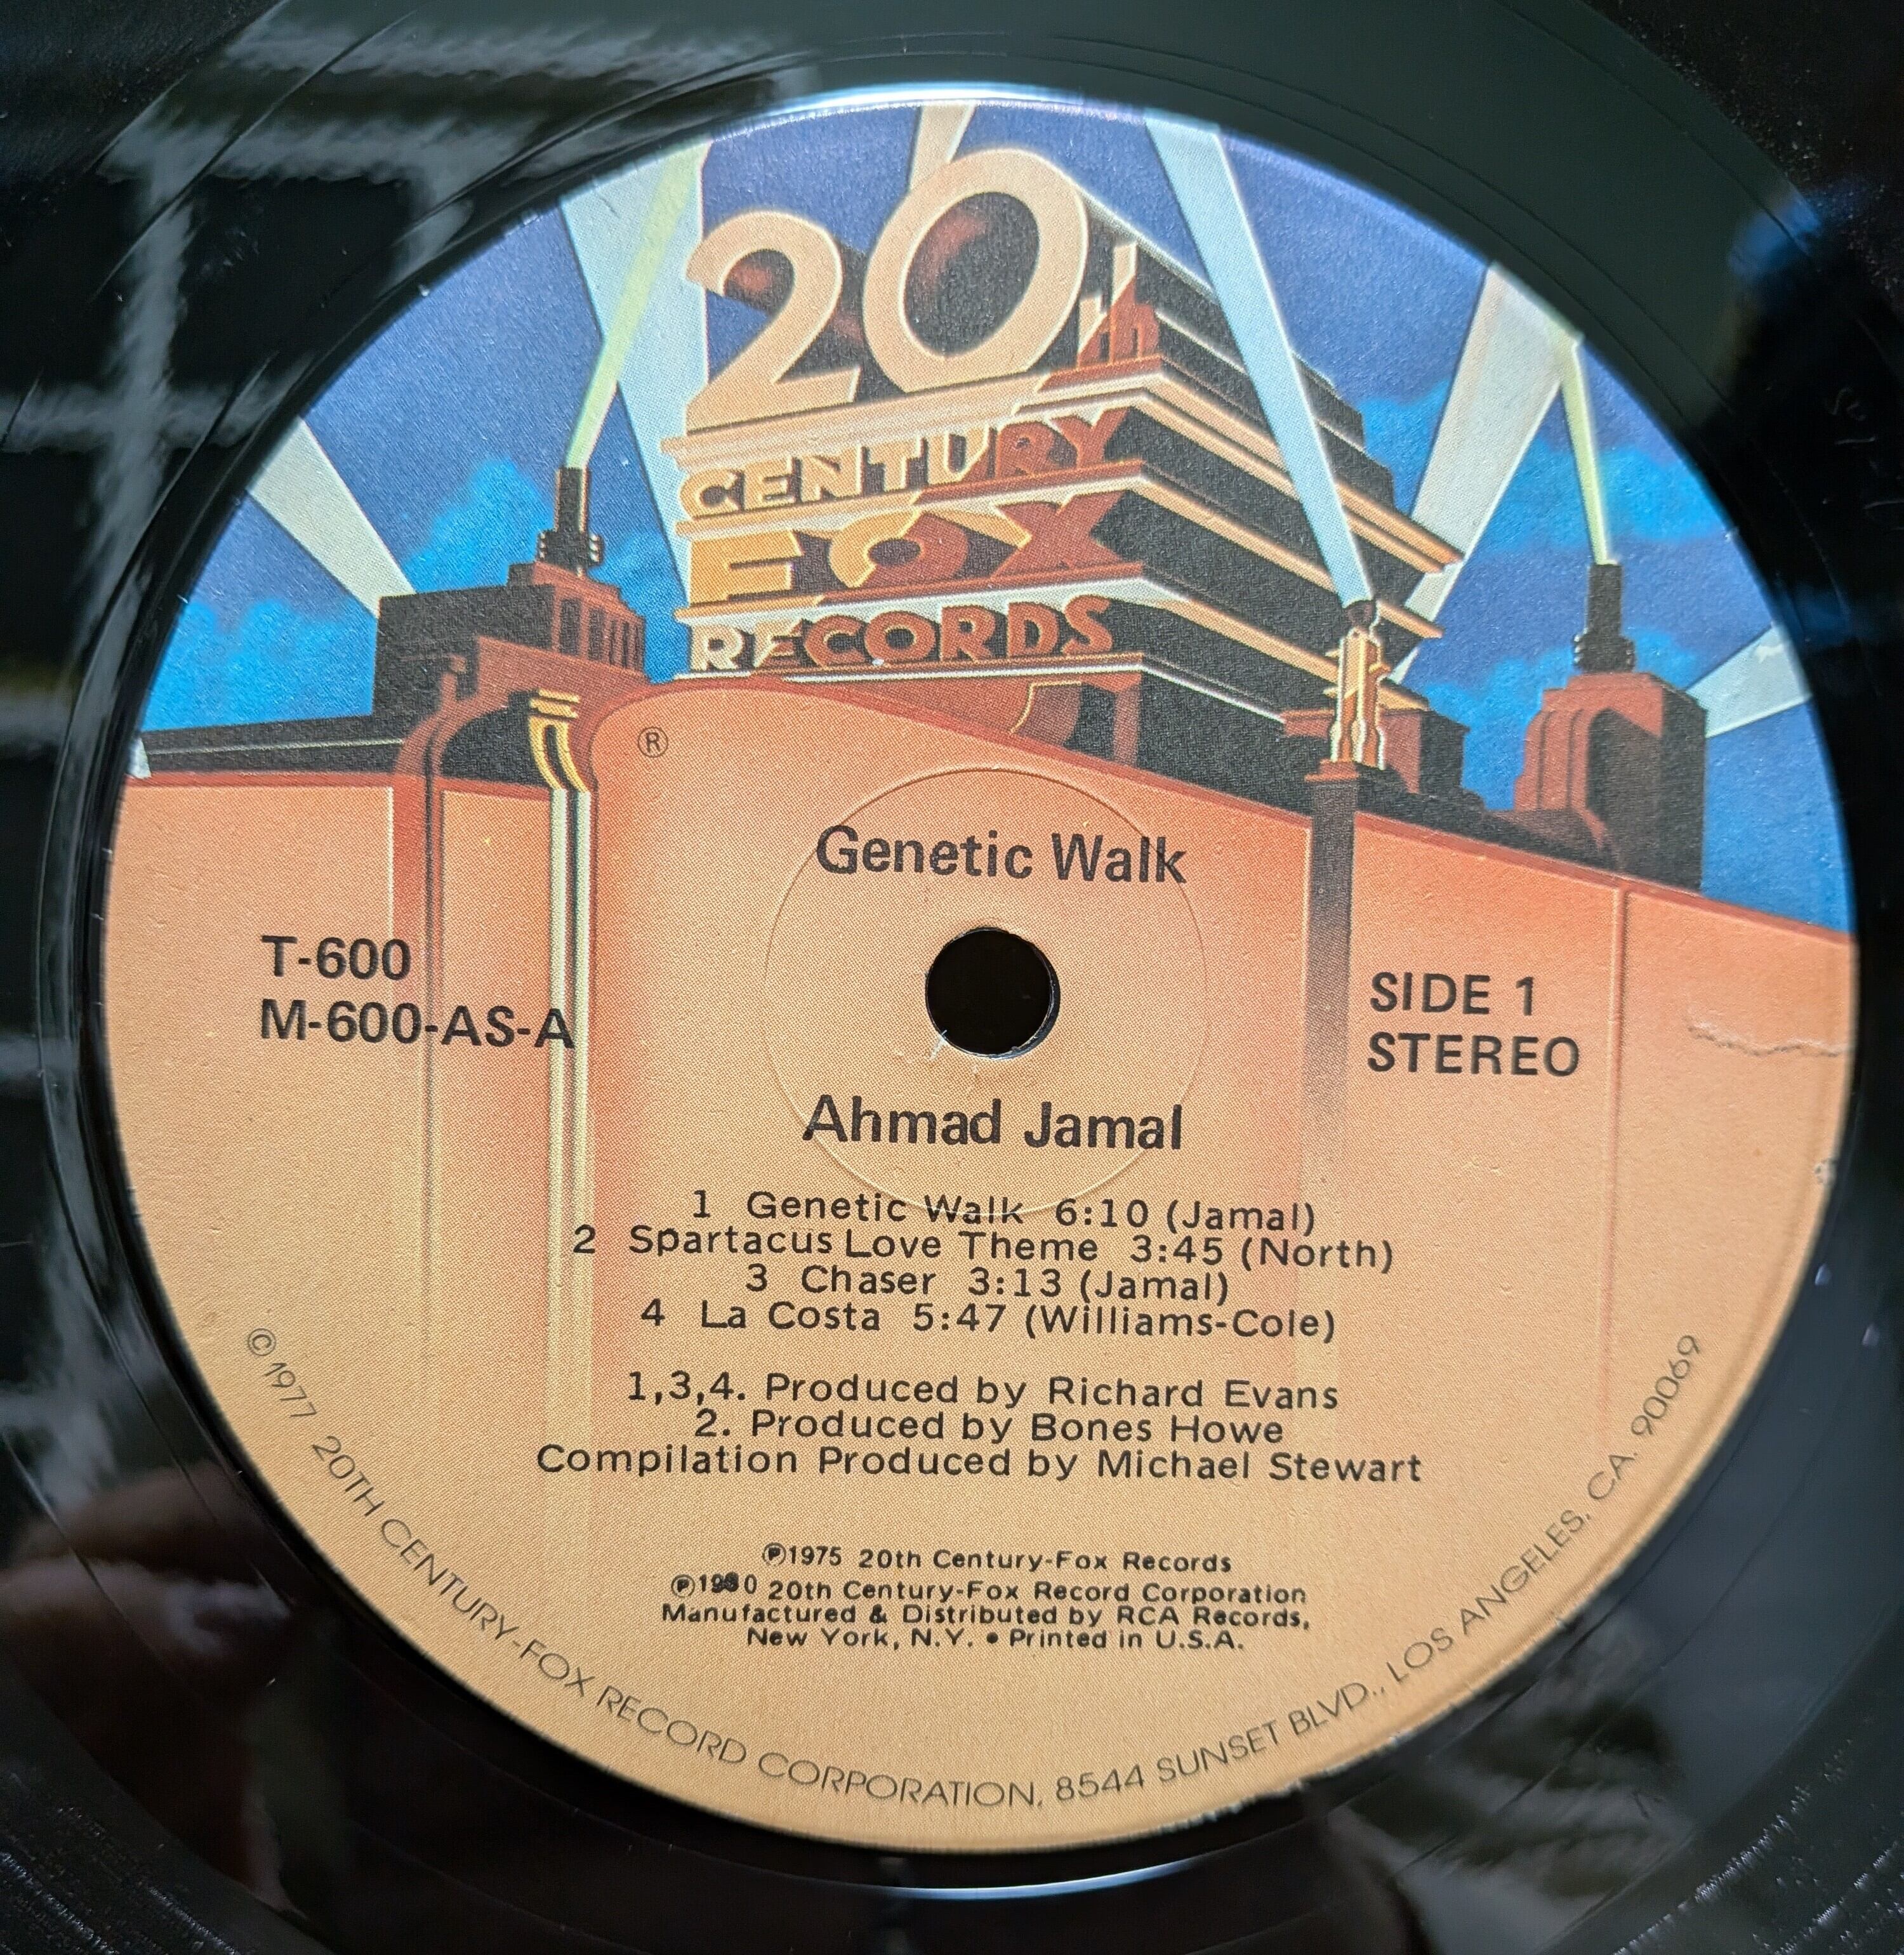 20
CENTURY
FOX
RECORDS
®
Genetic Walk
T-600
M-600-AS-A
SIDE 1
STEREO
Ahmad Jamal
1 Genetic Walk 6:10 (Jamal)
2 Spartacus Love Theme 3:45 (North)
3 Chaser 3:13 (Jamal)
4 La Costa 5:47 (Williams-Cole)
1,3,4. Produced by Richard Evans
2. Produced by Bones Howe
Compilation Produced by Michael Stewart
℗1975 20th Century-Fox Records
℗1980 20th Century-Fox Record Corporation
Manufactured & Distributed by RCA Records,
New York, N.Y. • Printed in U.S.A.
©1977 20TH CENTURY-FOX RECORD CORPORATION, 8544 SUNSET BLVD., LOS ANGELES, CA. 90069